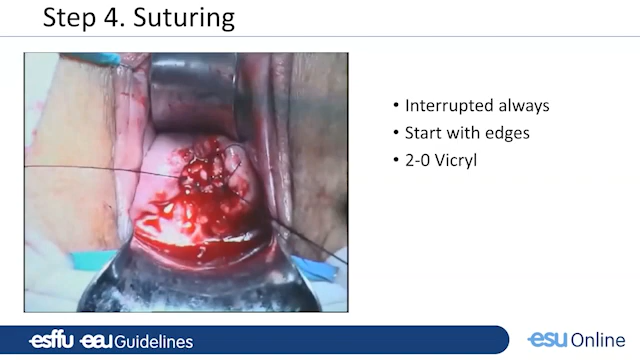 Step 4. Suturing
• Interrupted always
• Start with edges
• 2-0 Vicryl
esffu eau Guidelines
esu Online